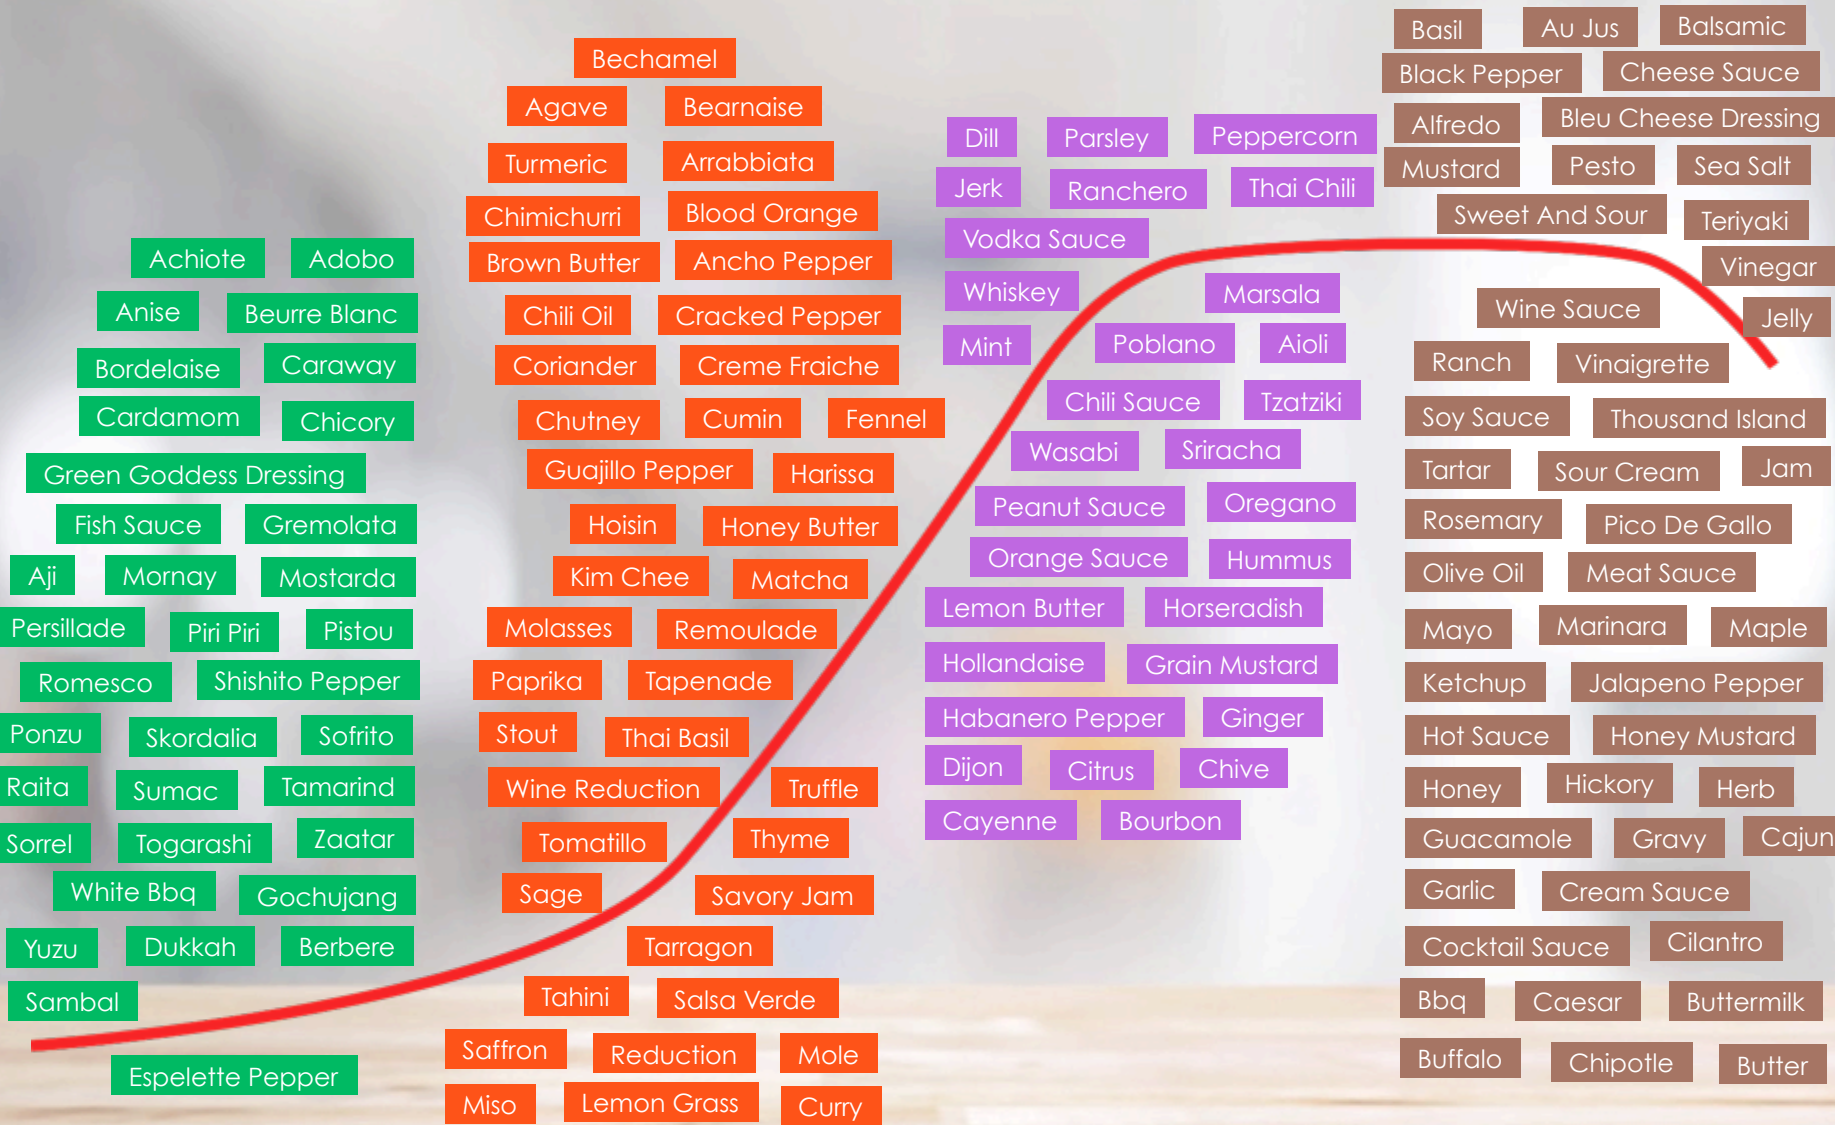 Achiote
Adobo
Anise
Beurre Blanc
Bordelaise
Caraway
Cardamom
Chicory
Green Goddess Dressing
Fish Sauce
Gremolata
Aji
Mornay
Mostarda
Persillade
Piri Piri
Pistou
Romesco
Shishito Pepper
Ponzu
Skordalia
Sofrito
Raita
Sumac
Tamarind
Sorrel
Togarashi
Zaatar
White Bbq
Gochujang
Yuzu
Dukkah
Berbere
Sambal
Espelette Pepper
Bechamel
Agave
Bearnaise
Turmeric
Arrabbiata
Chimichurri
Blood Orange
Brown Butter
Ancho Pepper
Chili Oil
Cracked Pepper
Coriander
Creme Fraiche
Chutney
Cumin
Fennel
Guajillo Pepper
Harissa
Hoisin
Honey Butter
Kim Chee
Matcha
Molasses
Remoulade
Paprika
Tapenade
Stout
Thai Basil
Wine Reduction
Truffle
Tomatillo
Thyme
Sage
Savory Jam
Tarragon
Tahini
Salsa Verde
Saffron
Reduction
Mole
Miso
Lemon Grass
Curry
Dill
Parsley
Peppercorn
Jerk
Ranchero
Thai Chili
Vodka Sauce
Whiskey
Marsala
Mint
Poblano
Aioli
Chili Sauce
Tzatziki
Wasabi
Sriracha
Peanut Sauce
Oregano
Orange Sauce
Hummus
Lemon Butter
Horseradish
Hollandaise
Grain Mustard
Habanero Pepper
Ginger
Dijon
Citrus
Chive
Cayenne
Bourbon
Basil
Au Jus
Balsamic
Black Pepper
Cheese Sauce
Alfredo
Bleu Cheese Dressing
Mustard
Pesto
Sea Salt
Sweet And Sour
Teriyaki
Vinegar
Wine Sauce
Jelly
Ranch
Vinaigrette
Soy Sauce
Thousand Island
Tartar
Sour Cream
Jam
Rosemary
Pico De Gallo
Olive Oil
Meat Sauce
Mayo
Marinara
Maple
Ketchup
Jalapeno Pepper
Hot Sauce
Honey Mustard
Honey
Hickory
Herb
Guacamole
Gravy
Cajun
Garlic
Cream Sauce
Cocktail Sauce
Cilantro
Bbq
Caesar
Buttermilk
Buffalo
Chipotle
Butter